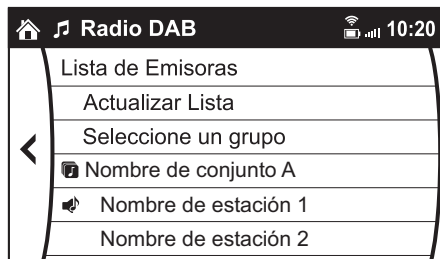 Radio DAB 10:20
Lista de Emisoras
Actualizar Lista
Seleccione un grupo
Nombre de conjunto A
Nombre de estación 1
Nombre de estación 2